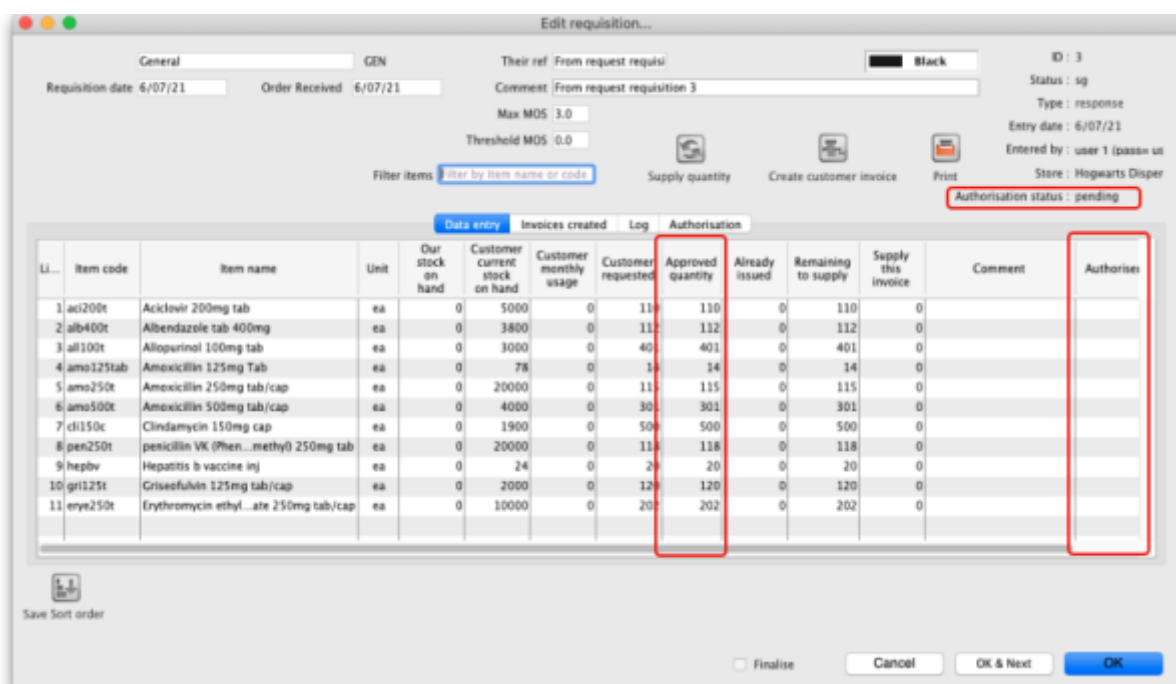 Edit requisition...
General GEN Their ref From request requisi Black ID : 3
Status : sg
Requisition date 6/07/21 Order Received 6/07/21 Comment From request requisition 3
Type : response
Max MOS 3.0
Entry date : 6/07/21
Threshold MOS 0.0
Entered by : user 1 (pass= us
Filter items Filter by item name or code Supply quantity Create customer invoice Print Store : Hogwarts Disper
Authorisation status : pending
Data entry Invoices created Log Authorisation
Li... Item code Item name Unit Our stock on hand Customer current stock on hand Customer monthly usage Customer requested Approved quantity Already issued Remaining to supply Supply this invoice Comment Authoriser
1 aci200t Aciclovir 200mg tab ea 0 5000 0 110 110 0 110 0
2 alb400t Albendazole tab 400mg ea 0 3800 0 112 112 0 112 0
3 all100t Allopurinol 100mg tab ea 0 3000 0 401 401 0 401 0
4 amo125tab Amoxicillin 125mg Tab ea 0 78 0 14 14 0 14 0
5 amo250t Amoxicillin 250mg tab/cap ea 0 20000 0 115 115 0 115 0
6 amo500t Amoxicillin 500mg tab/cap ea 0 4000 0 301 301 0 301 0
7 cli150c Clindamycin 150mg cap ea 0 1900 0 500 500 0 500 0
8 pen250t penicillin VK (Phen...methyl) 250mg tab ea 0 20000 0 118 118 0 118 0
9 hepbv Hepatitis b vaccine inj ea 0 24 0 20 20 0 20 0
10 gri125t Griseofulvin 125mg tab/cap ea 0 2000 0 120 120 0 120 0
11 erye250t Erythromycin ethyl...ate 250mg tab/cap ea 0 10000 0 202 202 0 202 0
Save Sort order
Finalise Cancel OK & Next OK